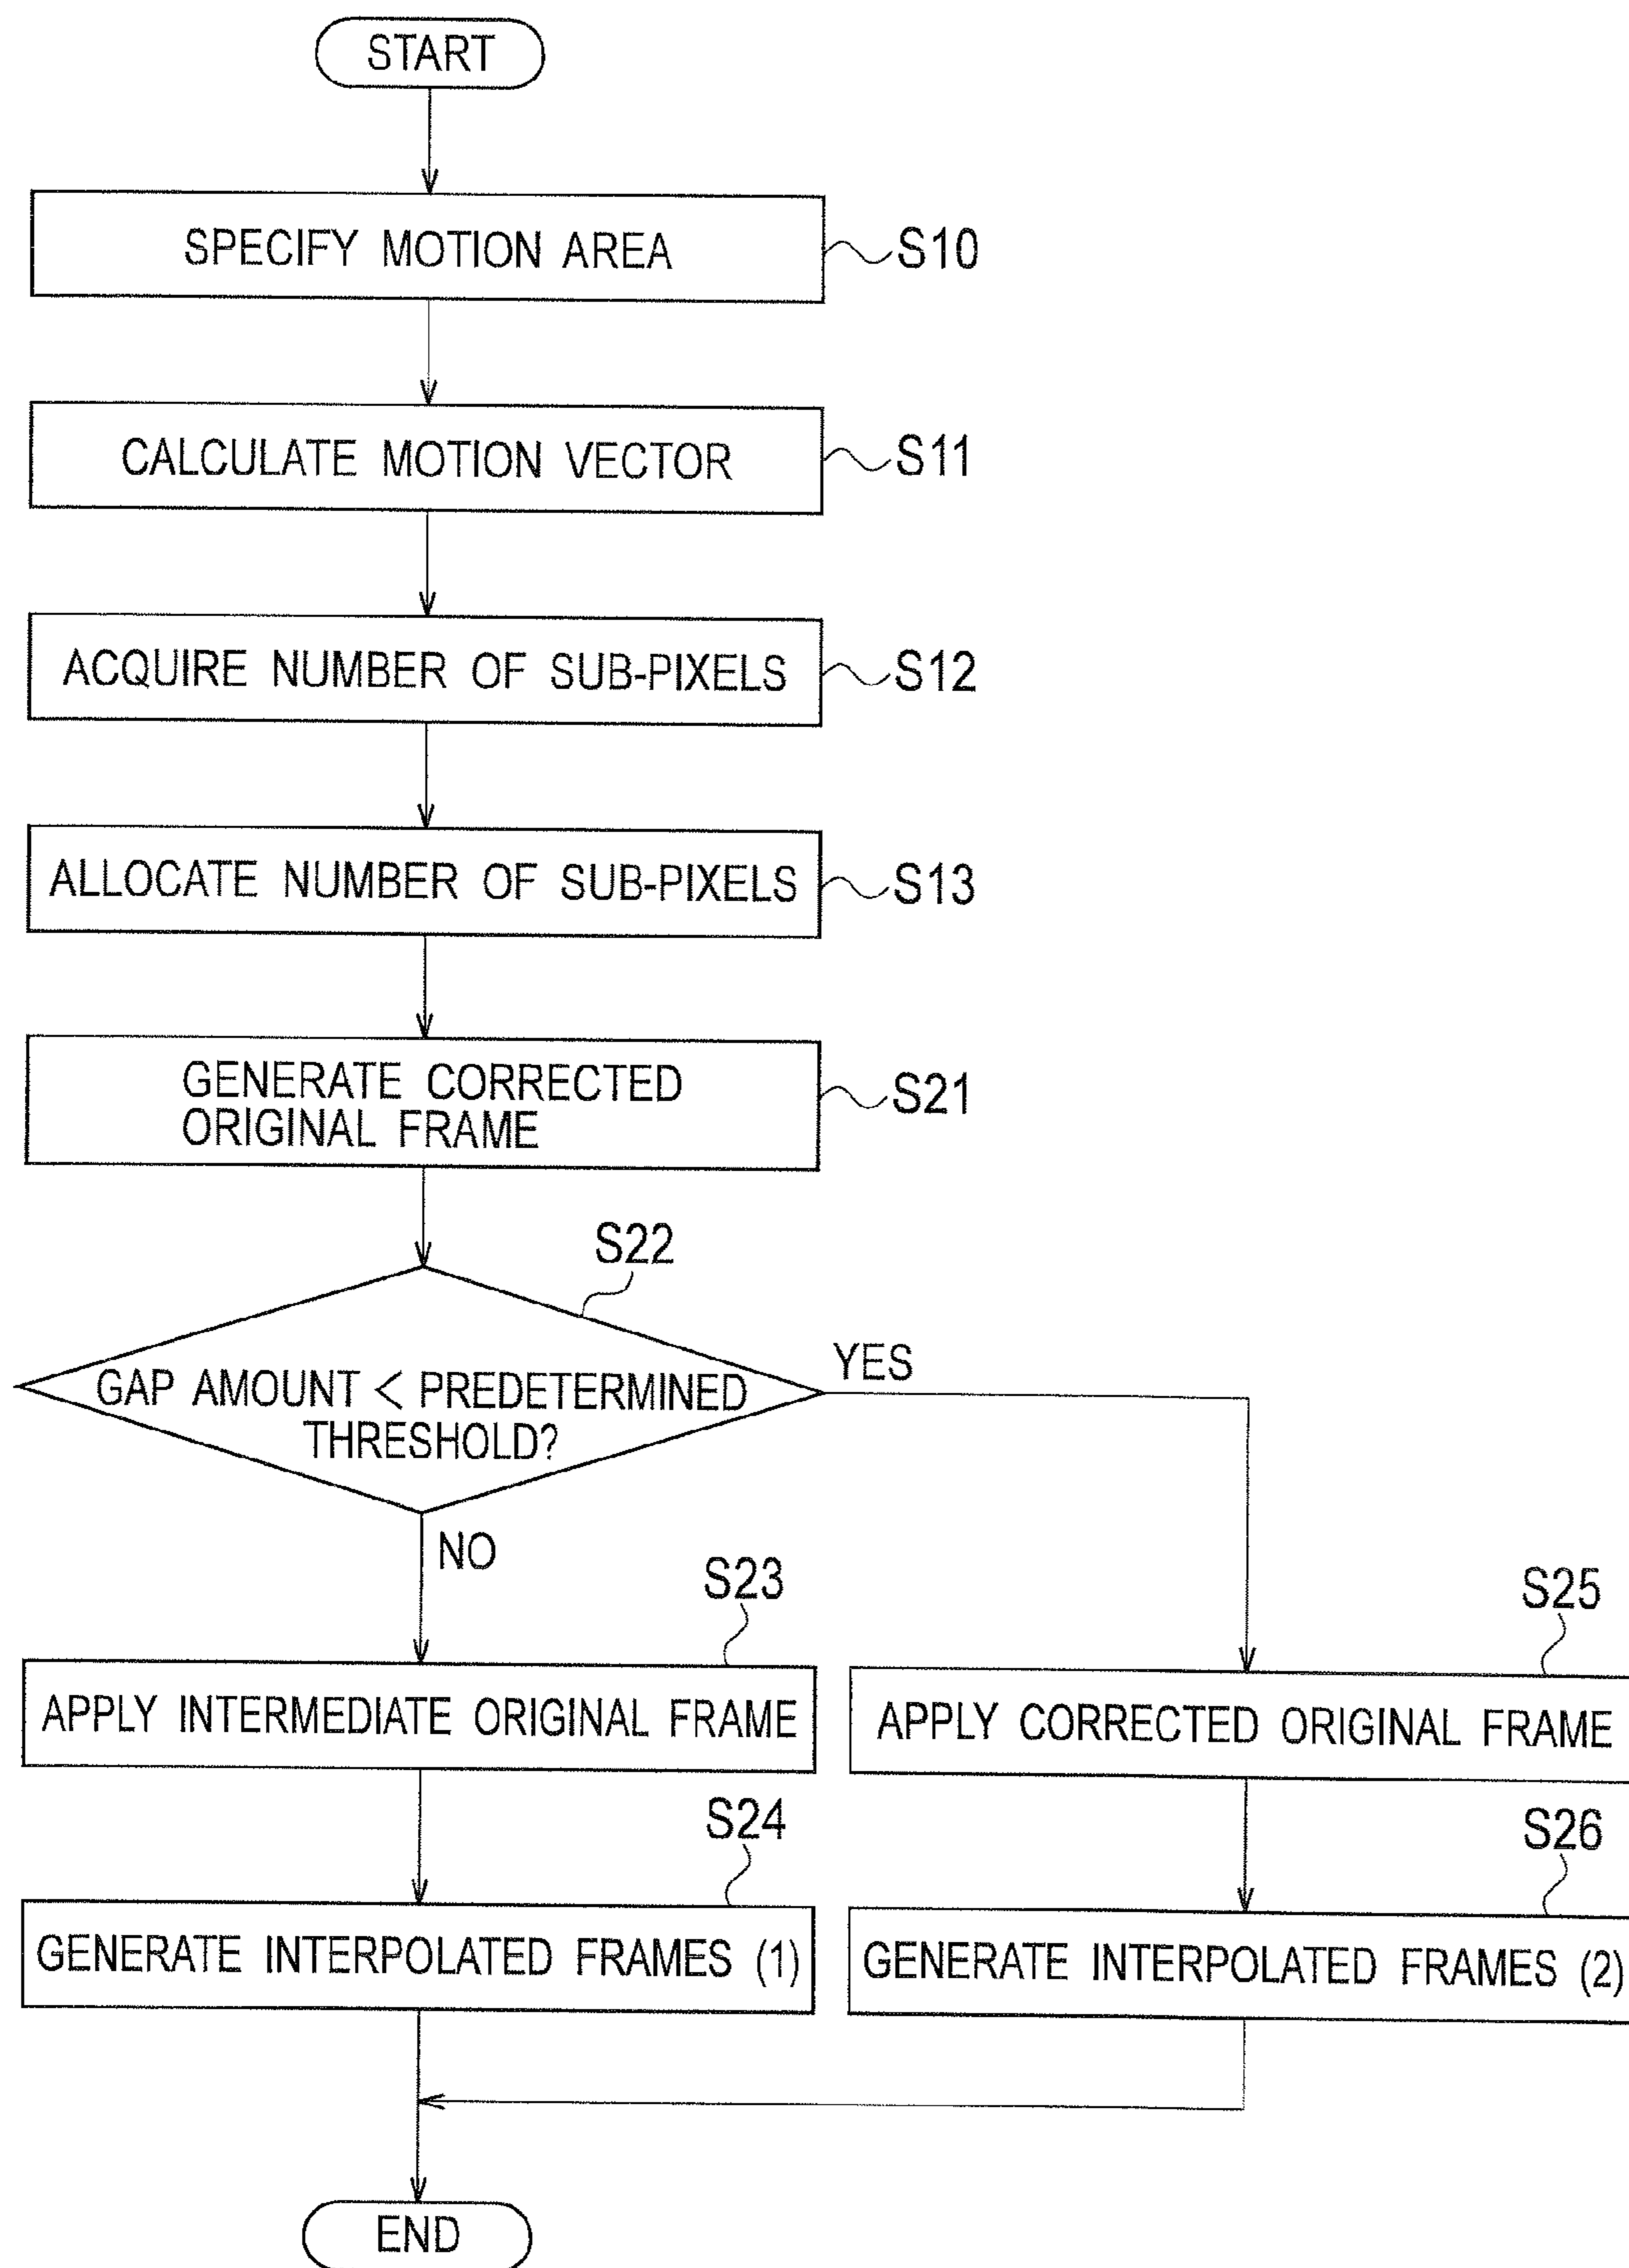 START
SPECIFY MOTION AREA
S10
CALCULATE MOTION VECTOR
S11
ACQUIRE NUMBER OF SUB-PIXELS
S12
ALLOCATE NUMBER OF SUB-PIXELS
S13
GENERATE CORRECTED
ORIGINAL FRAME
S21
S22
GAP AMOUNT < PREDETERMINED
THRESHOLD?
YES
NO
S23
APPLY INTERMEDIATE ORIGINAL FRAME
S25
APPLY CORRECTED ORIGINAL FRAME
S24
GENERATE INTERPOLATED FRAMES (1)
S26
GENERATE INTERPOLATED FRAMES (2)
END